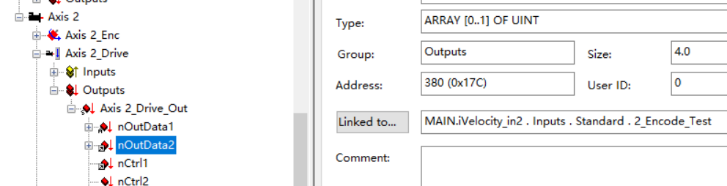 Outputs
Axis 2
Axis 2_Enc
Axis 2_Drive
Inputs
Outputs
Axis 2_Drive_Out
nOutData1
nOutData2
nCtrl1
nCtrl2
Type:
ARRAY [0..1] OF UINT
Group:
Outputs
Size:
4.0
Address:
380 (0x17C)
User ID:
0
Linked to...
MAIN.iVelocity_in2 . Inputs . Standard . 2_Encode_Test
Comment: